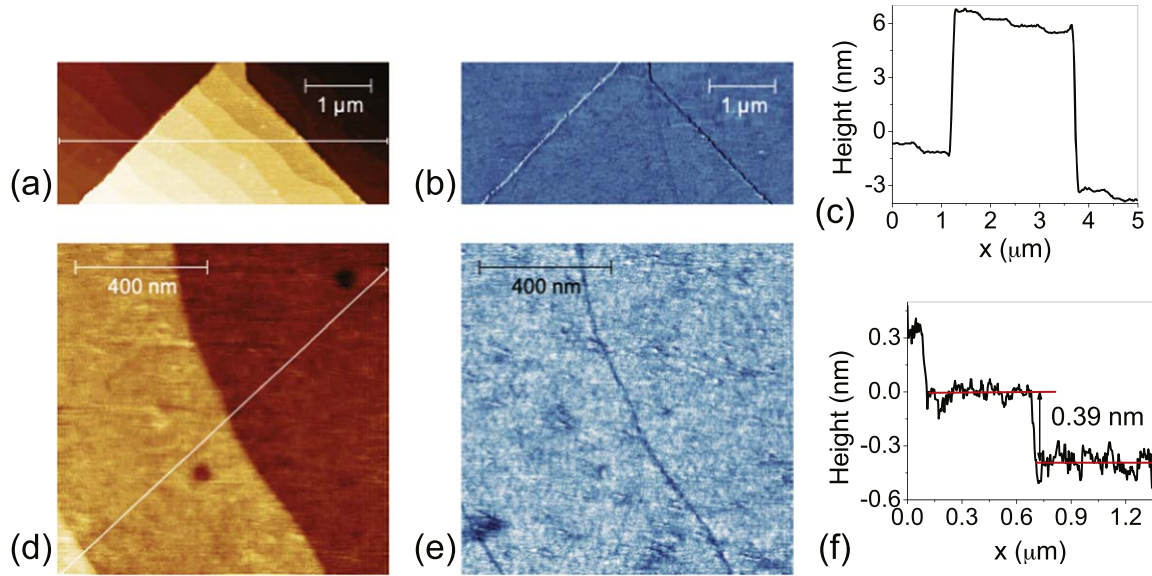 (a)
1 µm
(b)
1 µm
(c)
Height (nm)
6
3
0
-3
0 1 2 3 4 5
x (µm)
(d)
400 nm
(e)
400 nm
(f)
Height (nm)
0.3
0.0
-0.3
-0.6
0.39 nm
0.0 0.3 0.6 0.9 1.2
x (µm)